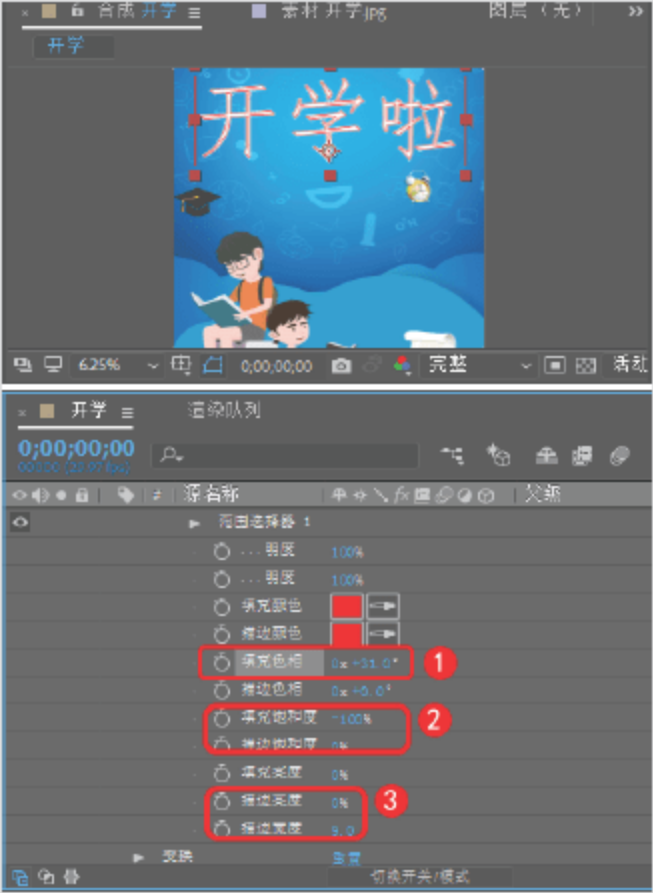 合成 开学 素材 开学.jpg 图层 (无)
开学
开学啦
6.25% 0;00;00;00 完整 活动
开学 渲染队列
0;00;00;00
00000 (29.97 fps)
源名称 父级
范围选择器 1
...明度 100%
...明度 100%
填充颜色
描边颜色
填充色相 0x +31.0° 1
描边色相 0x +0.0°
填充饱和度 -100% 2
描边饱和度 0%
填充亮度 0%
描边亮度 0% 3
描边宽度 9.0
变换 重置
切换开关/模式